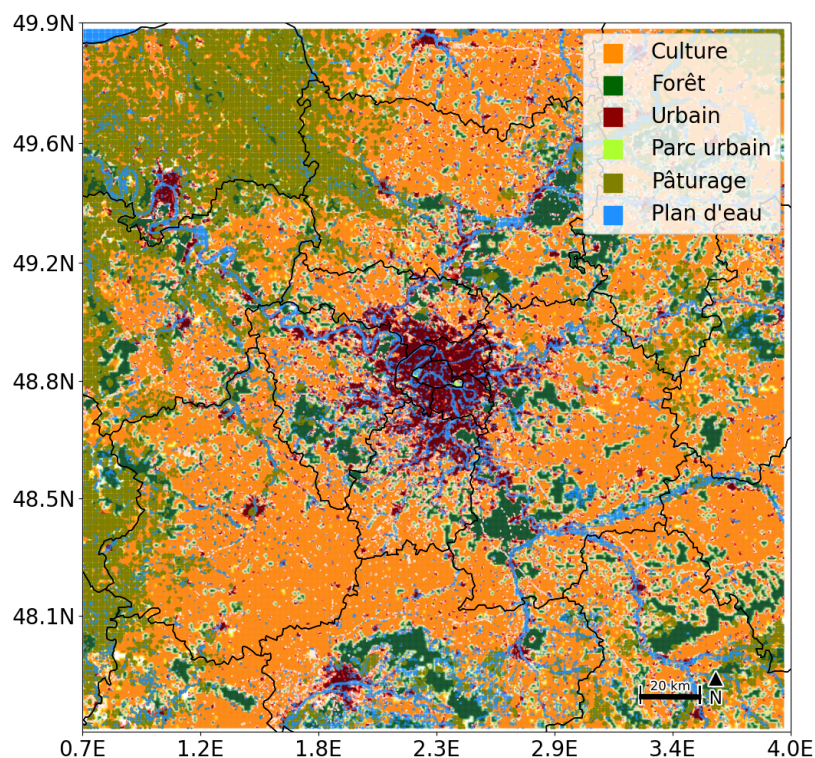 49.9N
49.6N
49.2N
48.8N
48.5N
48.1N
Culture
Forêt
Urbain
Parc urbain
Pâturage
Plan d'eau
20 km
N
0.7E 1.2E 1.8E 2.3E 2.9E 3.4E 4.0E